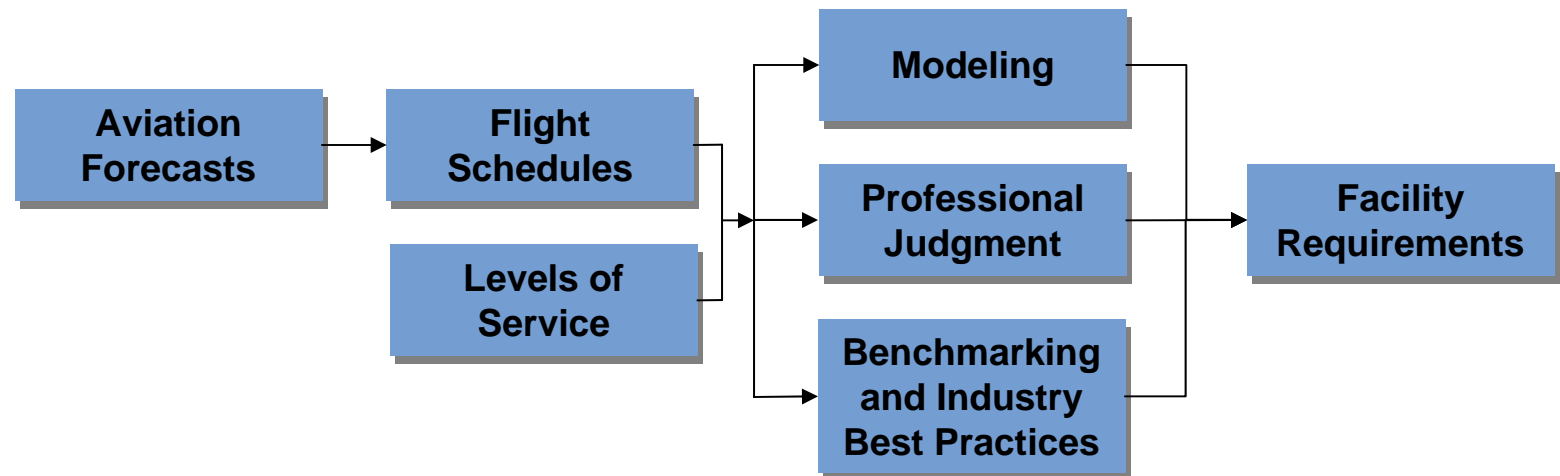 Aviation
Forecasts
Flight
Schedules
Levels of
Service
Modeling
Professional
Judgment
Benchmarking
and Industry
Best Practices
Facility
Requirements